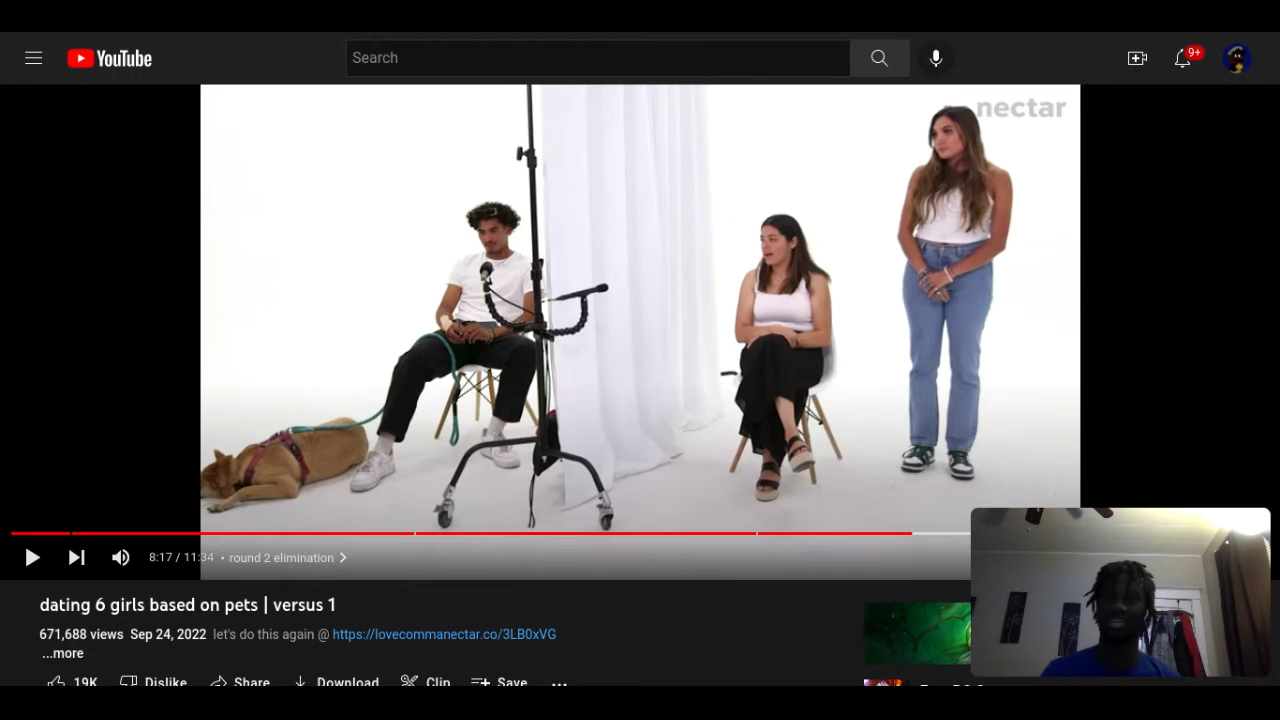 YouTube
Search
9+
nectar
8:17 / 11:34 • round 2 elimination
dating 6 girls based on pets | versus 1
671,688 views Sep 24, 2022 let's do this again @ https://lovecommanectar.co/3LB0xVG
...more
19K Dislike Share Download Clip Save